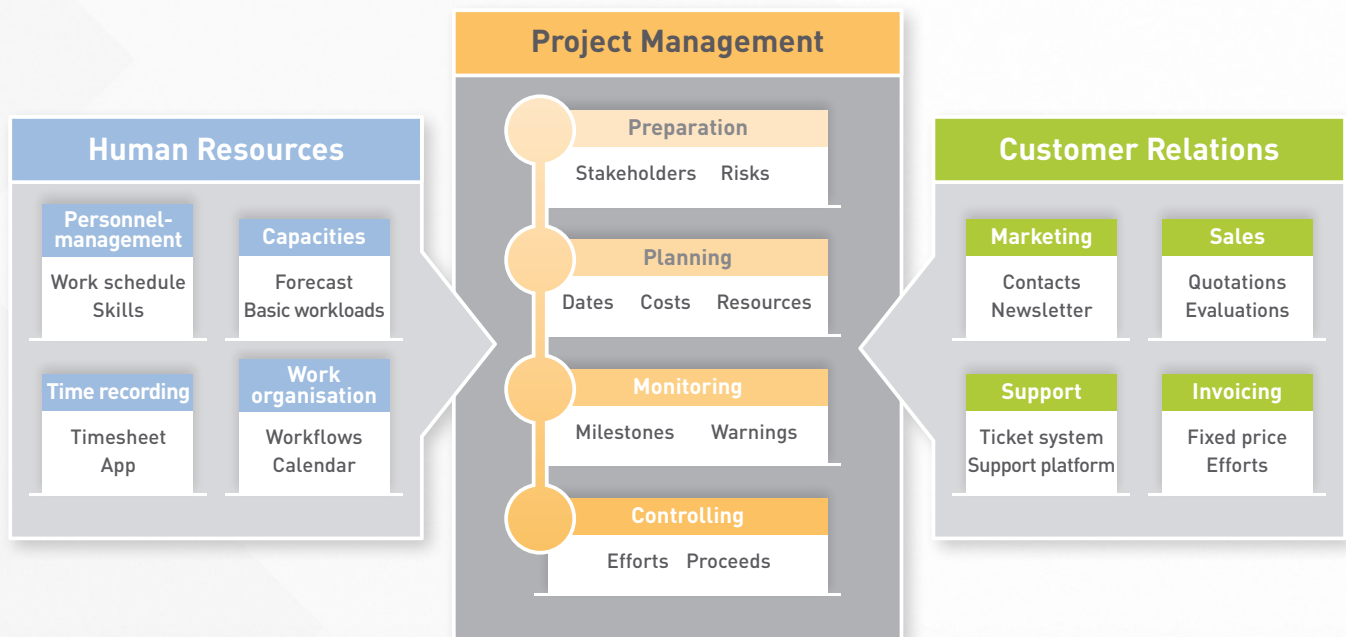 Project Management
Preparation
Stakeholders Risks
Planning
Dates Costs Resources
Monitoring
Milestones Warnings
Controlling
Efforts Proceeds
Human Resources
Personnel-
management
Work schedule
Skills
Capacities
Forecast
Basic workloads
Time recording
Timesheet
App
Work
organisation
Workflows
Calendar
Customer Relations
Marketing
Contacts
Newsletter
Sales
Quotations
Evaluations
Support
Ticket system
Support platform
Invoicing
Fixed price
Efforts